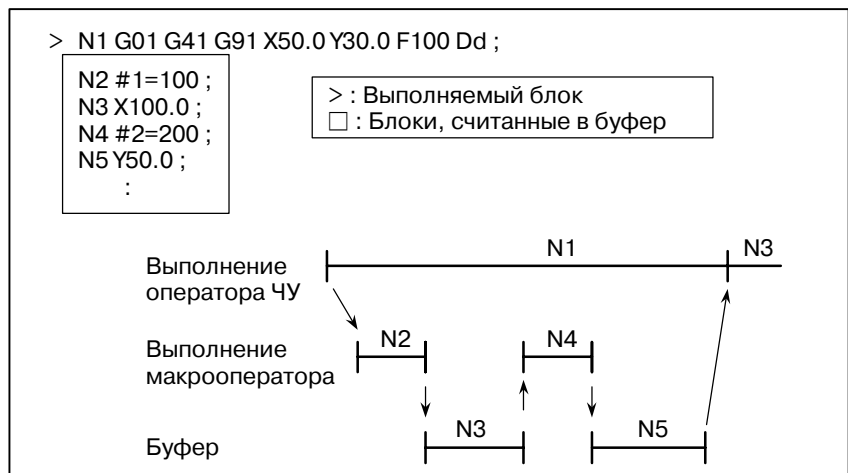 > N1 G01 G41 G91 X50.0 Y30.0 F100 Dd ;
N2 #1=100 ;
N3 X100.0 ;
N4 #2=200 ;
N5 Y50.0 ;
:
> : Выполняемый блок
□ : Блоки, считанные в буфер
N1 N3
Выполнение
оператора ЧУ
N2 N4
Выполнение
макрооператора
N3 N5
Буфер